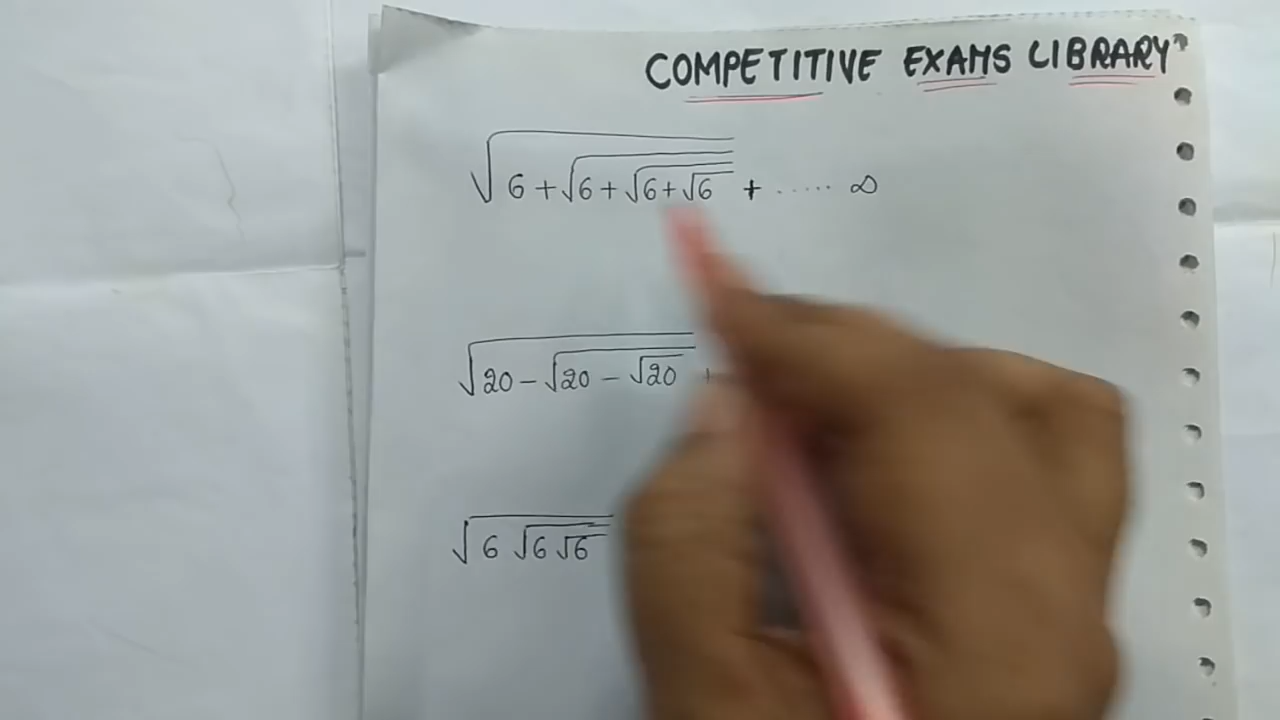 COMPETITIVE EXAMS LIBRARY
√6+√6+√6+√6 + ..... ∞
√20-√20-√20 +
√6√6√6